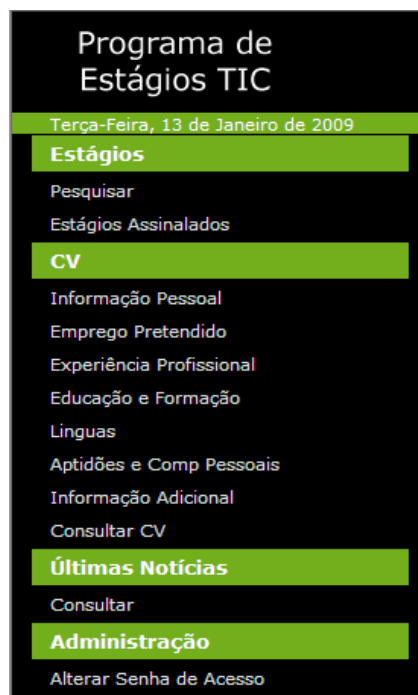 Programa de
Estágios TIC
Terça-Feira, 13 de Janeiro de 2009
Estágios
Pesquisar
Estágios Assinalados
CV
Informação Pessoal
Emprego Pretendido
Experiência Profissional
Educação e Formação
Linguas
Aptidões e Comp Pessoais
Informação Adicional
Consultar CV
Últimas Notícias
Consultar
Administração
Alterar Senha de Acesso